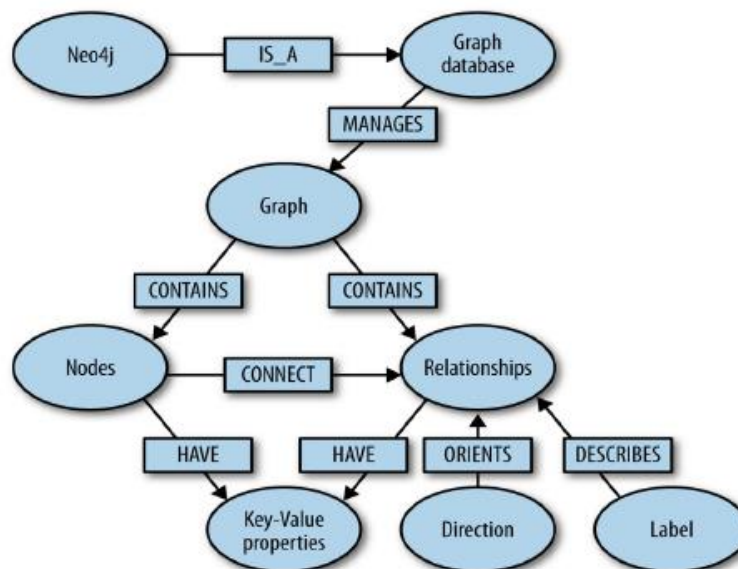 Neo4j
IS_A
Graph
database
MANAGES
Graph
CONTAINS
CONTAINS
Nodes
CONNECT
Relationships
HAVE
HAVE
ORIENTS
DESCRIBES
Key-Value
properties
Direction
Label